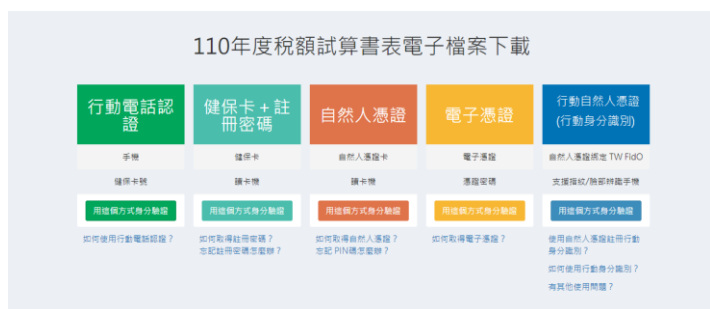 110年度稅額試算書表電子檔案下載
行動電話認
證
手機
健保卡號
用這個方式身分驗證
如何使用行動電話認證？
健保卡 + 註
冊密碼
健保卡
讀卡機
用這個方式身分驗證
如何取得註冊密碼？
忘記註冊密碼怎麼辦？
自然人憑證
自然人憑證卡
讀卡機
用這個方式身分驗證
如何取得自然人憑證？
忘記 PIN碼怎麼辦？
電子憑證
電子憑證
憑證密碼
用這個方式身分驗證
如何取得電子憑證？
行動自然人憑證
(行動身分識別)
自然人憑證綁定 TW FidO
支援指紋/臉部辨識手機
用這個方式身分驗證
使用自然人憑證註冊行動
身分識別？
如何使用行動身分識別？
有其他使用問題？